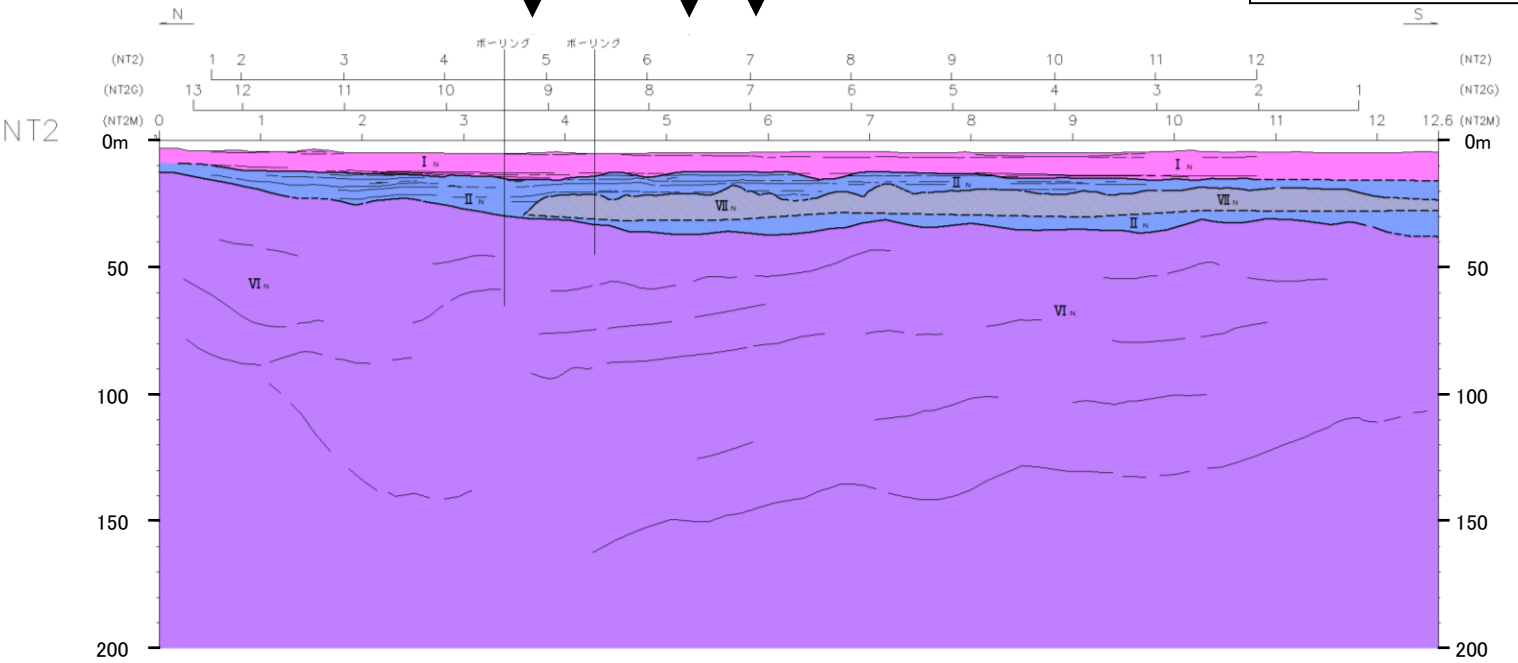 N S
ボーリング ボーリング
(NT2) 1 2 3 4 5 6 7 8 9 10 11 12 (NT2)
(NT2G) 13 12 11 10 9 8 7 6 5 4 3 2 1 (NT2G)
NT2 (NT2M) 0 1 2 3 4 5 6 7 8 9 10 11 12 12.6 (NT2M)
0m 0m
Ⅰ N Ⅰ N
Ⅱ N
Ⅱ N Ⅶ N Ⅶ N
Ⅱ N
50 50
Ⅵ N
Ⅵ N
100 100
150 150
200 200